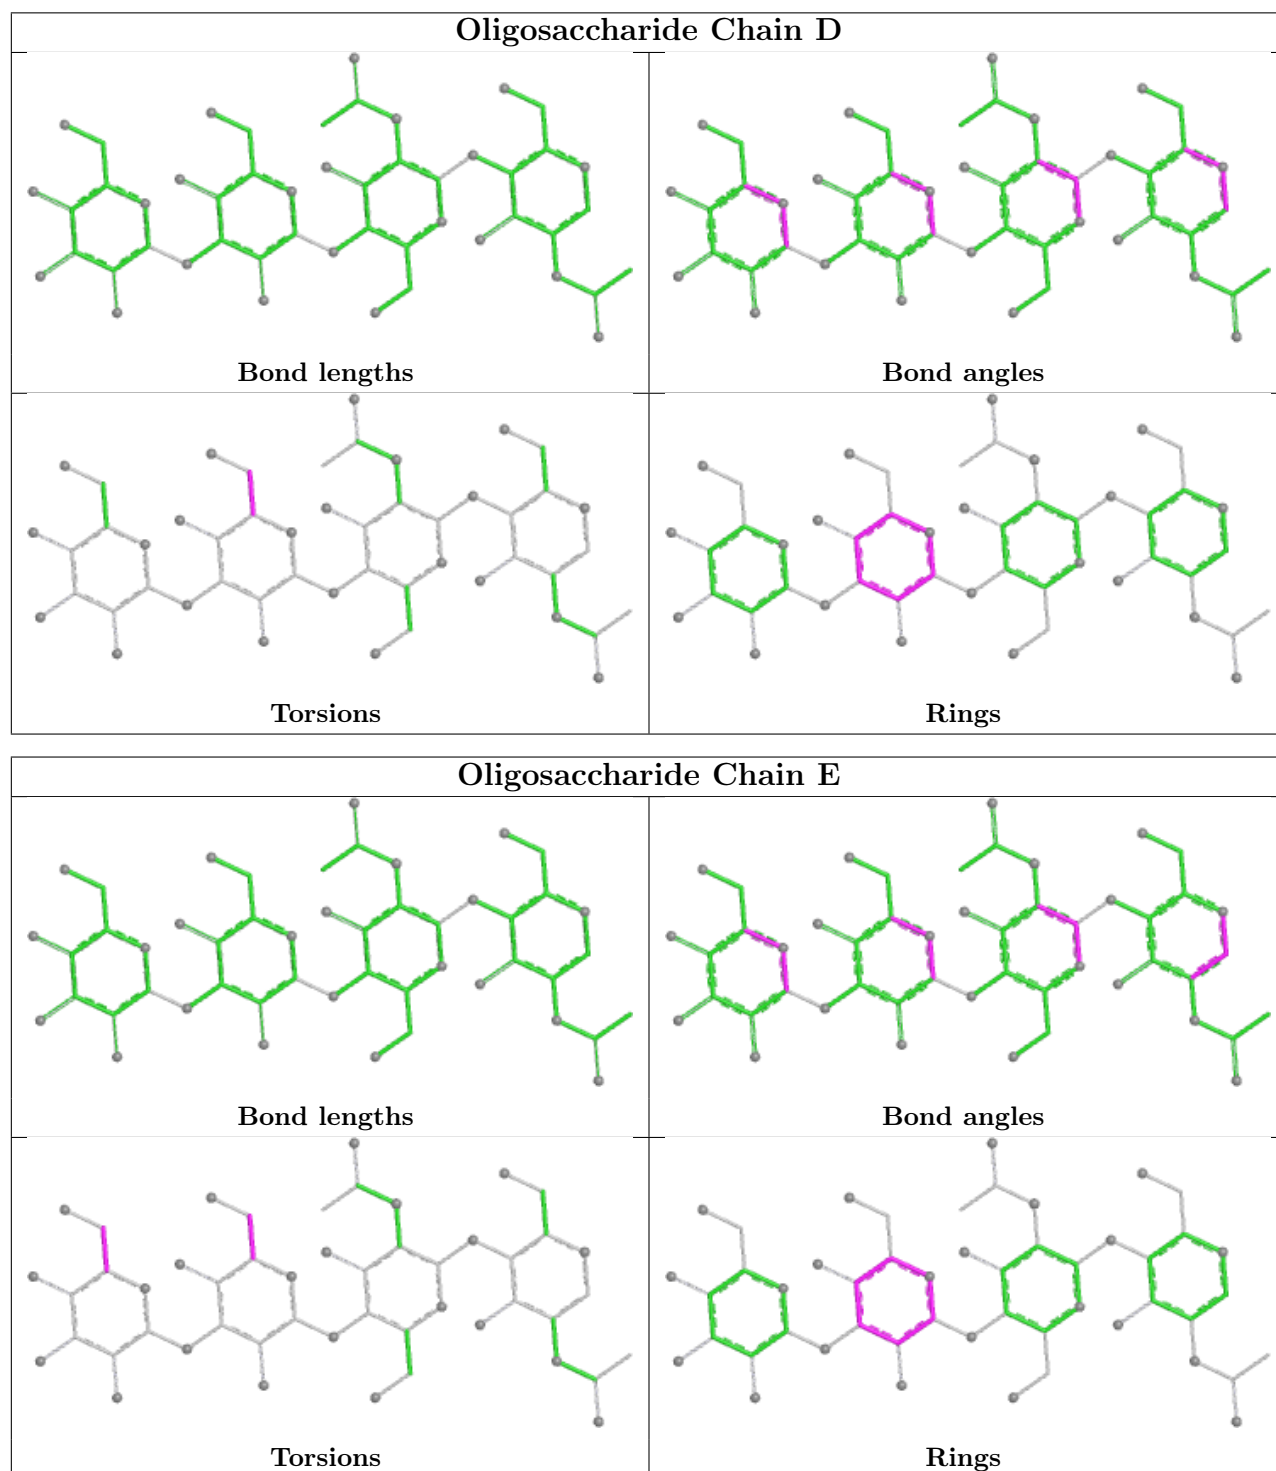 Oligosaccharide Chain D
Bond lengths
Bond angles
Torsions
Rings
Oligosaccharide Chain E
Bond lengths
Bond angles
Torsions
Rings